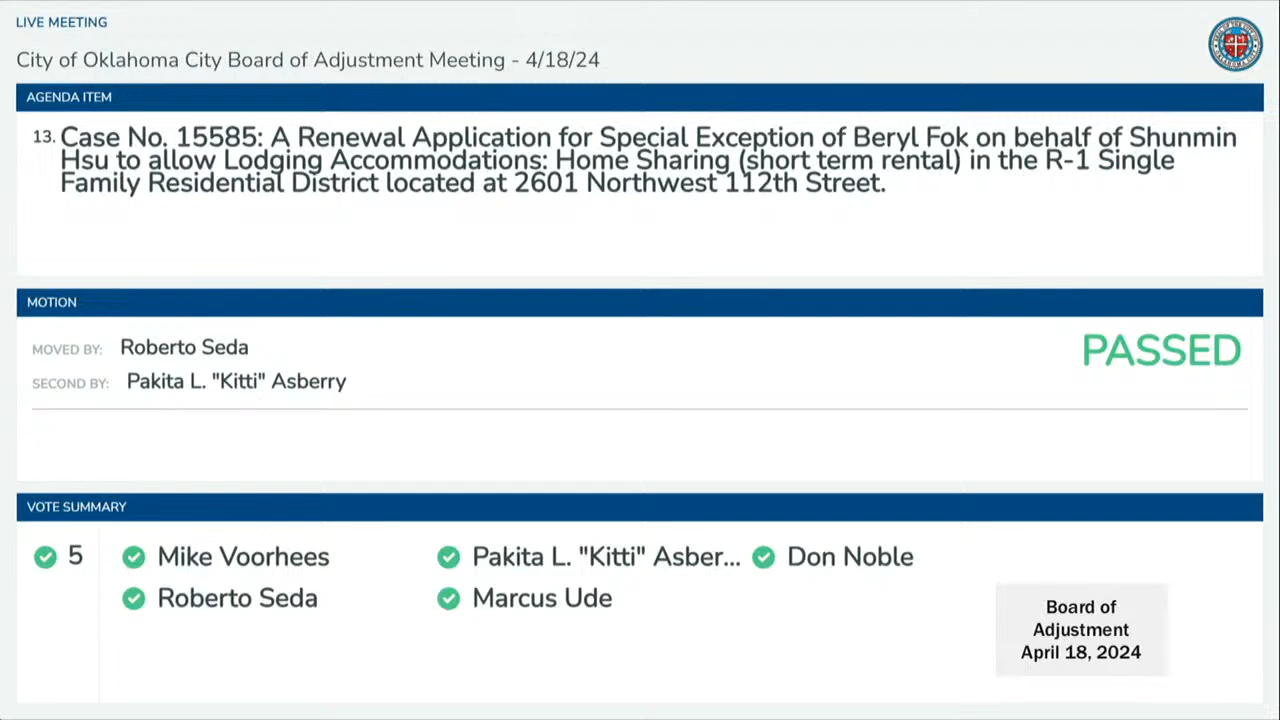 LIVE MEETING
City of Oklahoma City Board of Adjustment Meeting - 4/18/24
AGENDA ITEM
13. Case No. 15585: A Renewal Application for Special Exception of Beryl Fok on behalf of Shunmin
Hsu to allow Lodging Accommodations: Home Sharing (short term rental) in the R-1 Single
Family Residential District located at 2601 Northwest 112th Street.
MOTION
MOVED BY: Roberto Seda
PASSED
SECOND BY: Pakita L. "Kitti" Asberry
VOTE SUMMARY
5 Mike Voorhees Pakita L. "Kitti" Asber... Don Noble
Roberto Seda Marcus Ude
Board of
Adjustment
April 18, 2024